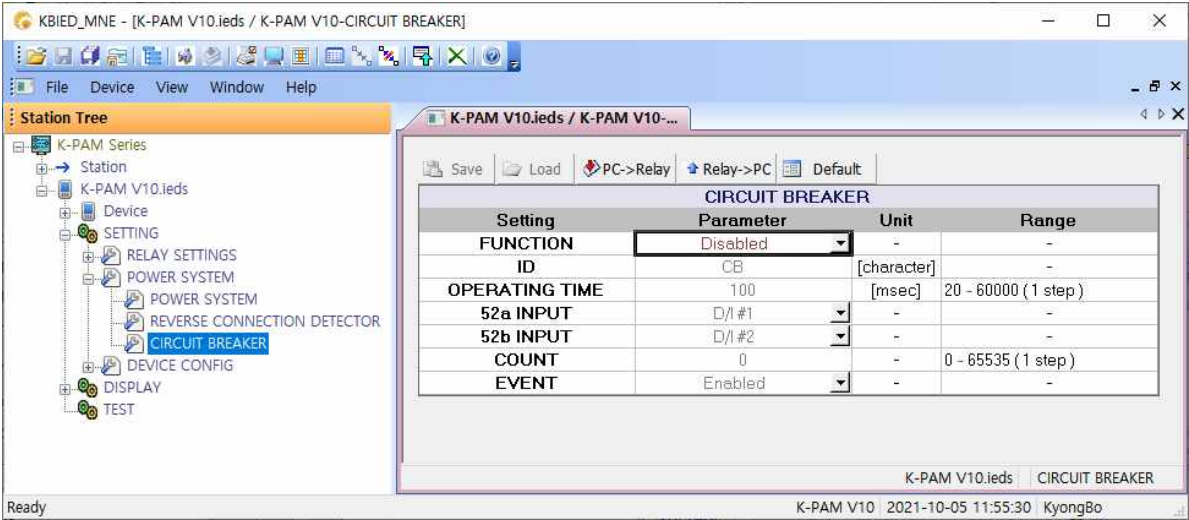 KBIED_MNE - [K-PAM V10.ieds / K-PAM V10-CIRCUIT BREAKER]
File Device View Window Help
Station Tree
K-PAM Series
Station
K-PAM V10.ieds
Device
SETTING
RELAY SETTINGS
POWER SYSTEM
POWER SYSTEM
REVERSE CONNECTION DETECTOR
CIRCUIT BREAKER
DEVICE CONFIG
DISPLAY
TEST
K-PAM V10.ieds / K-PAM V10-...
Save Load PC->Relay Relay->PC Default
CIRCUIT BREAKER
Setting Parameter Unit Range
FUNCTION Disabled - -
ID CB [character] -
OPERATING TIME 100 [msec] 20 - 60000 ( 1 step )
52a INPUT D/I #1 - -
52b INPUT D/I #2 - -
COUNT 0 - 0 - 65535 ( 1 step )
EVENT Enabled - -
K-PAM V10.ieds CIRCUIT BREAKER
Ready K-PAM V10 2021-10-05 11:55:30 KyongBo